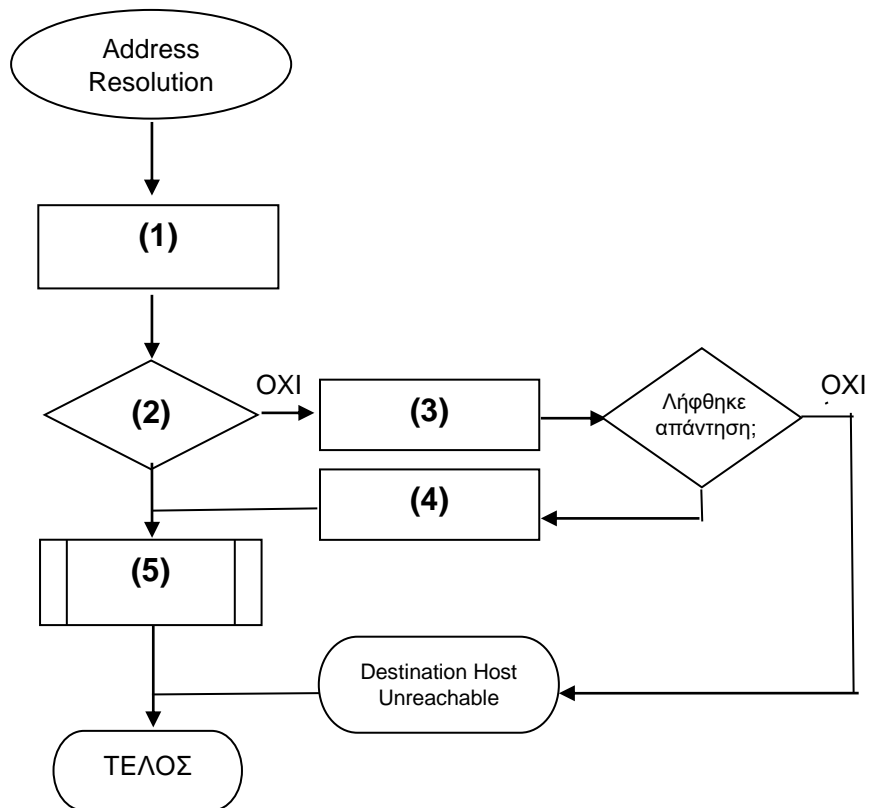 Address
Resolution
(1)
(2)
ΟΧΙ
(3)
Λήφθηκε
απάντηση;
ΟΧΙ
(4)
(5)
Destination Host
Unreachable
ΤΕΛΟΣ